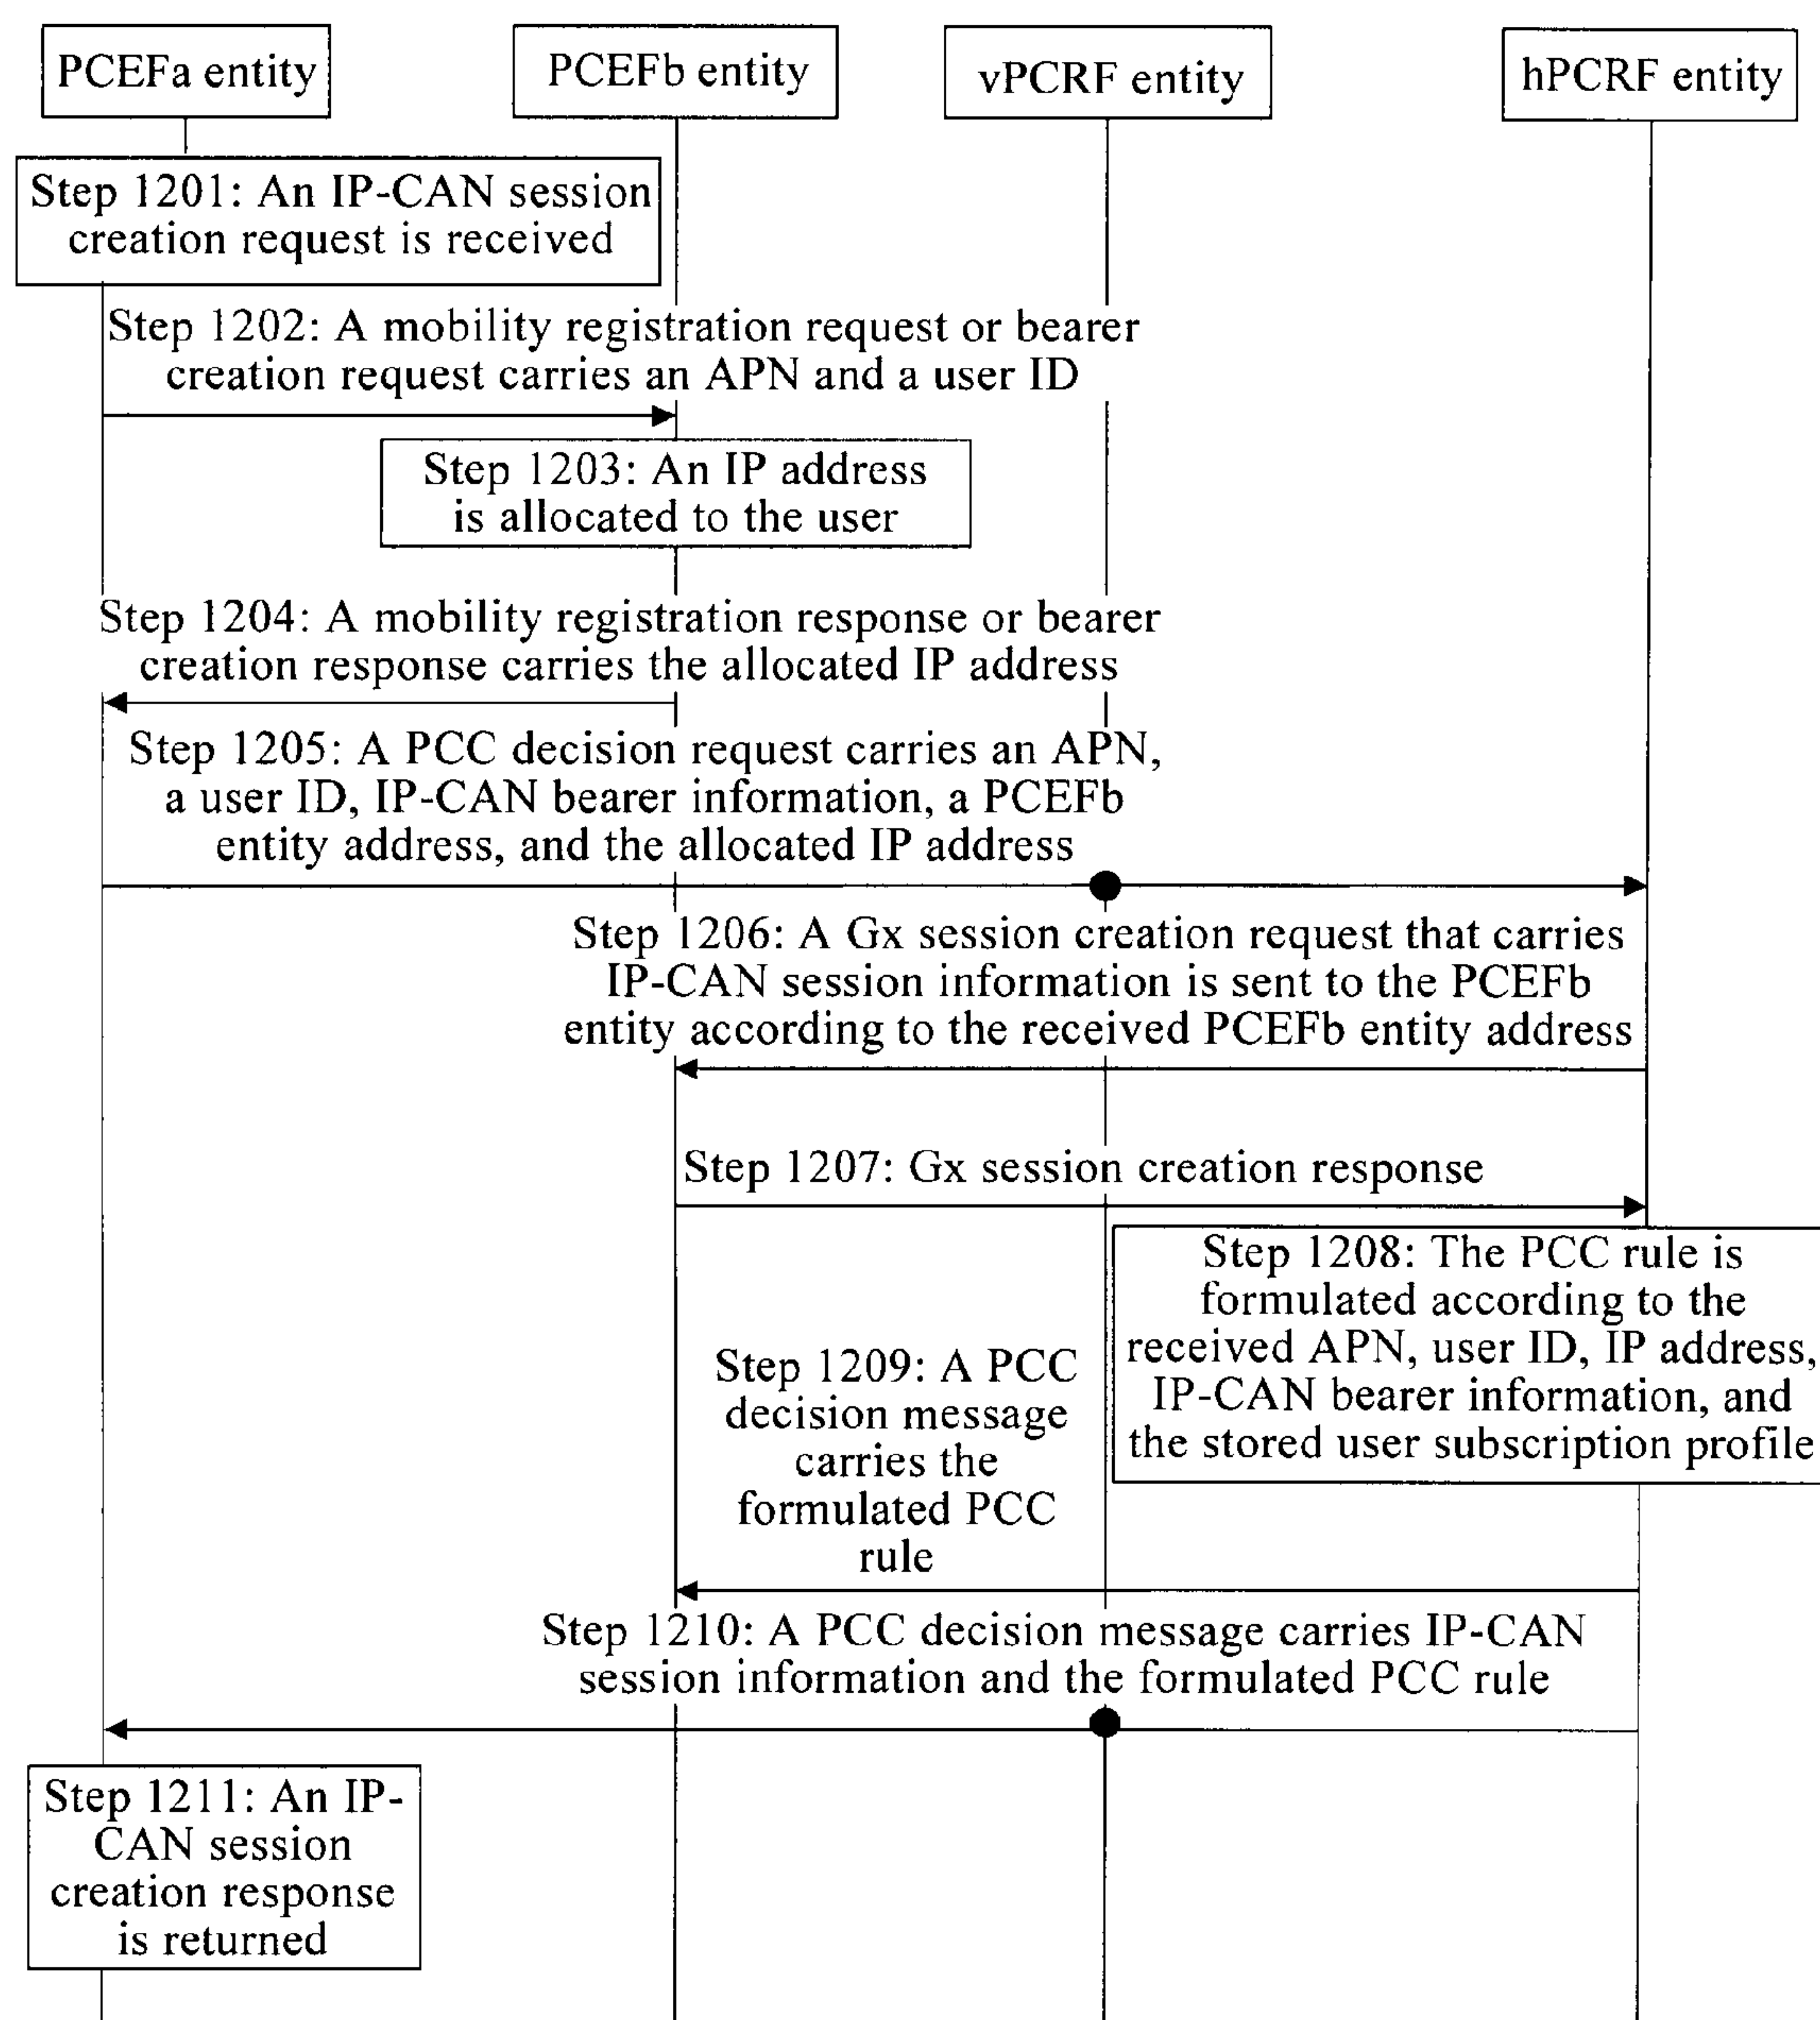 PCEFa entity
PCEFb entity
vPCRF entity
hPCRF entity
Step 1201: An IP-CAN session
creation request is received
Step 1202: A mobility registration request or bearer
creation request carries an APN and a user ID
Step 1203: An IP address
is allocated to the user
Step 1204: A mobility registration response or bearer
creation response carries the allocated IP address
Step 1205: A PCC decision request carries an APN,
a user ID, IP-CAN bearer information, a PCEFb
entity address, and the allocated IP address
Step 1206: A Gx session creation request that carries
IP-CAN session information is sent to the PCEFb
entity according to the received PCEFb entity address
Step 1207: Gx session creation response
Step 1208: The PCC rule is
formulated according to the
received APN, user ID, IP address,
IP-CAN bearer information, and
the stored user subscription profile
Step 1209: A PCC
decision message
carries the
formulated PCC
rule
Step 1210: A PCC decision message carries IP-CAN
session information and the formulated PCC rule
Step 1211: An IP-
CAN session
creation response
is returned